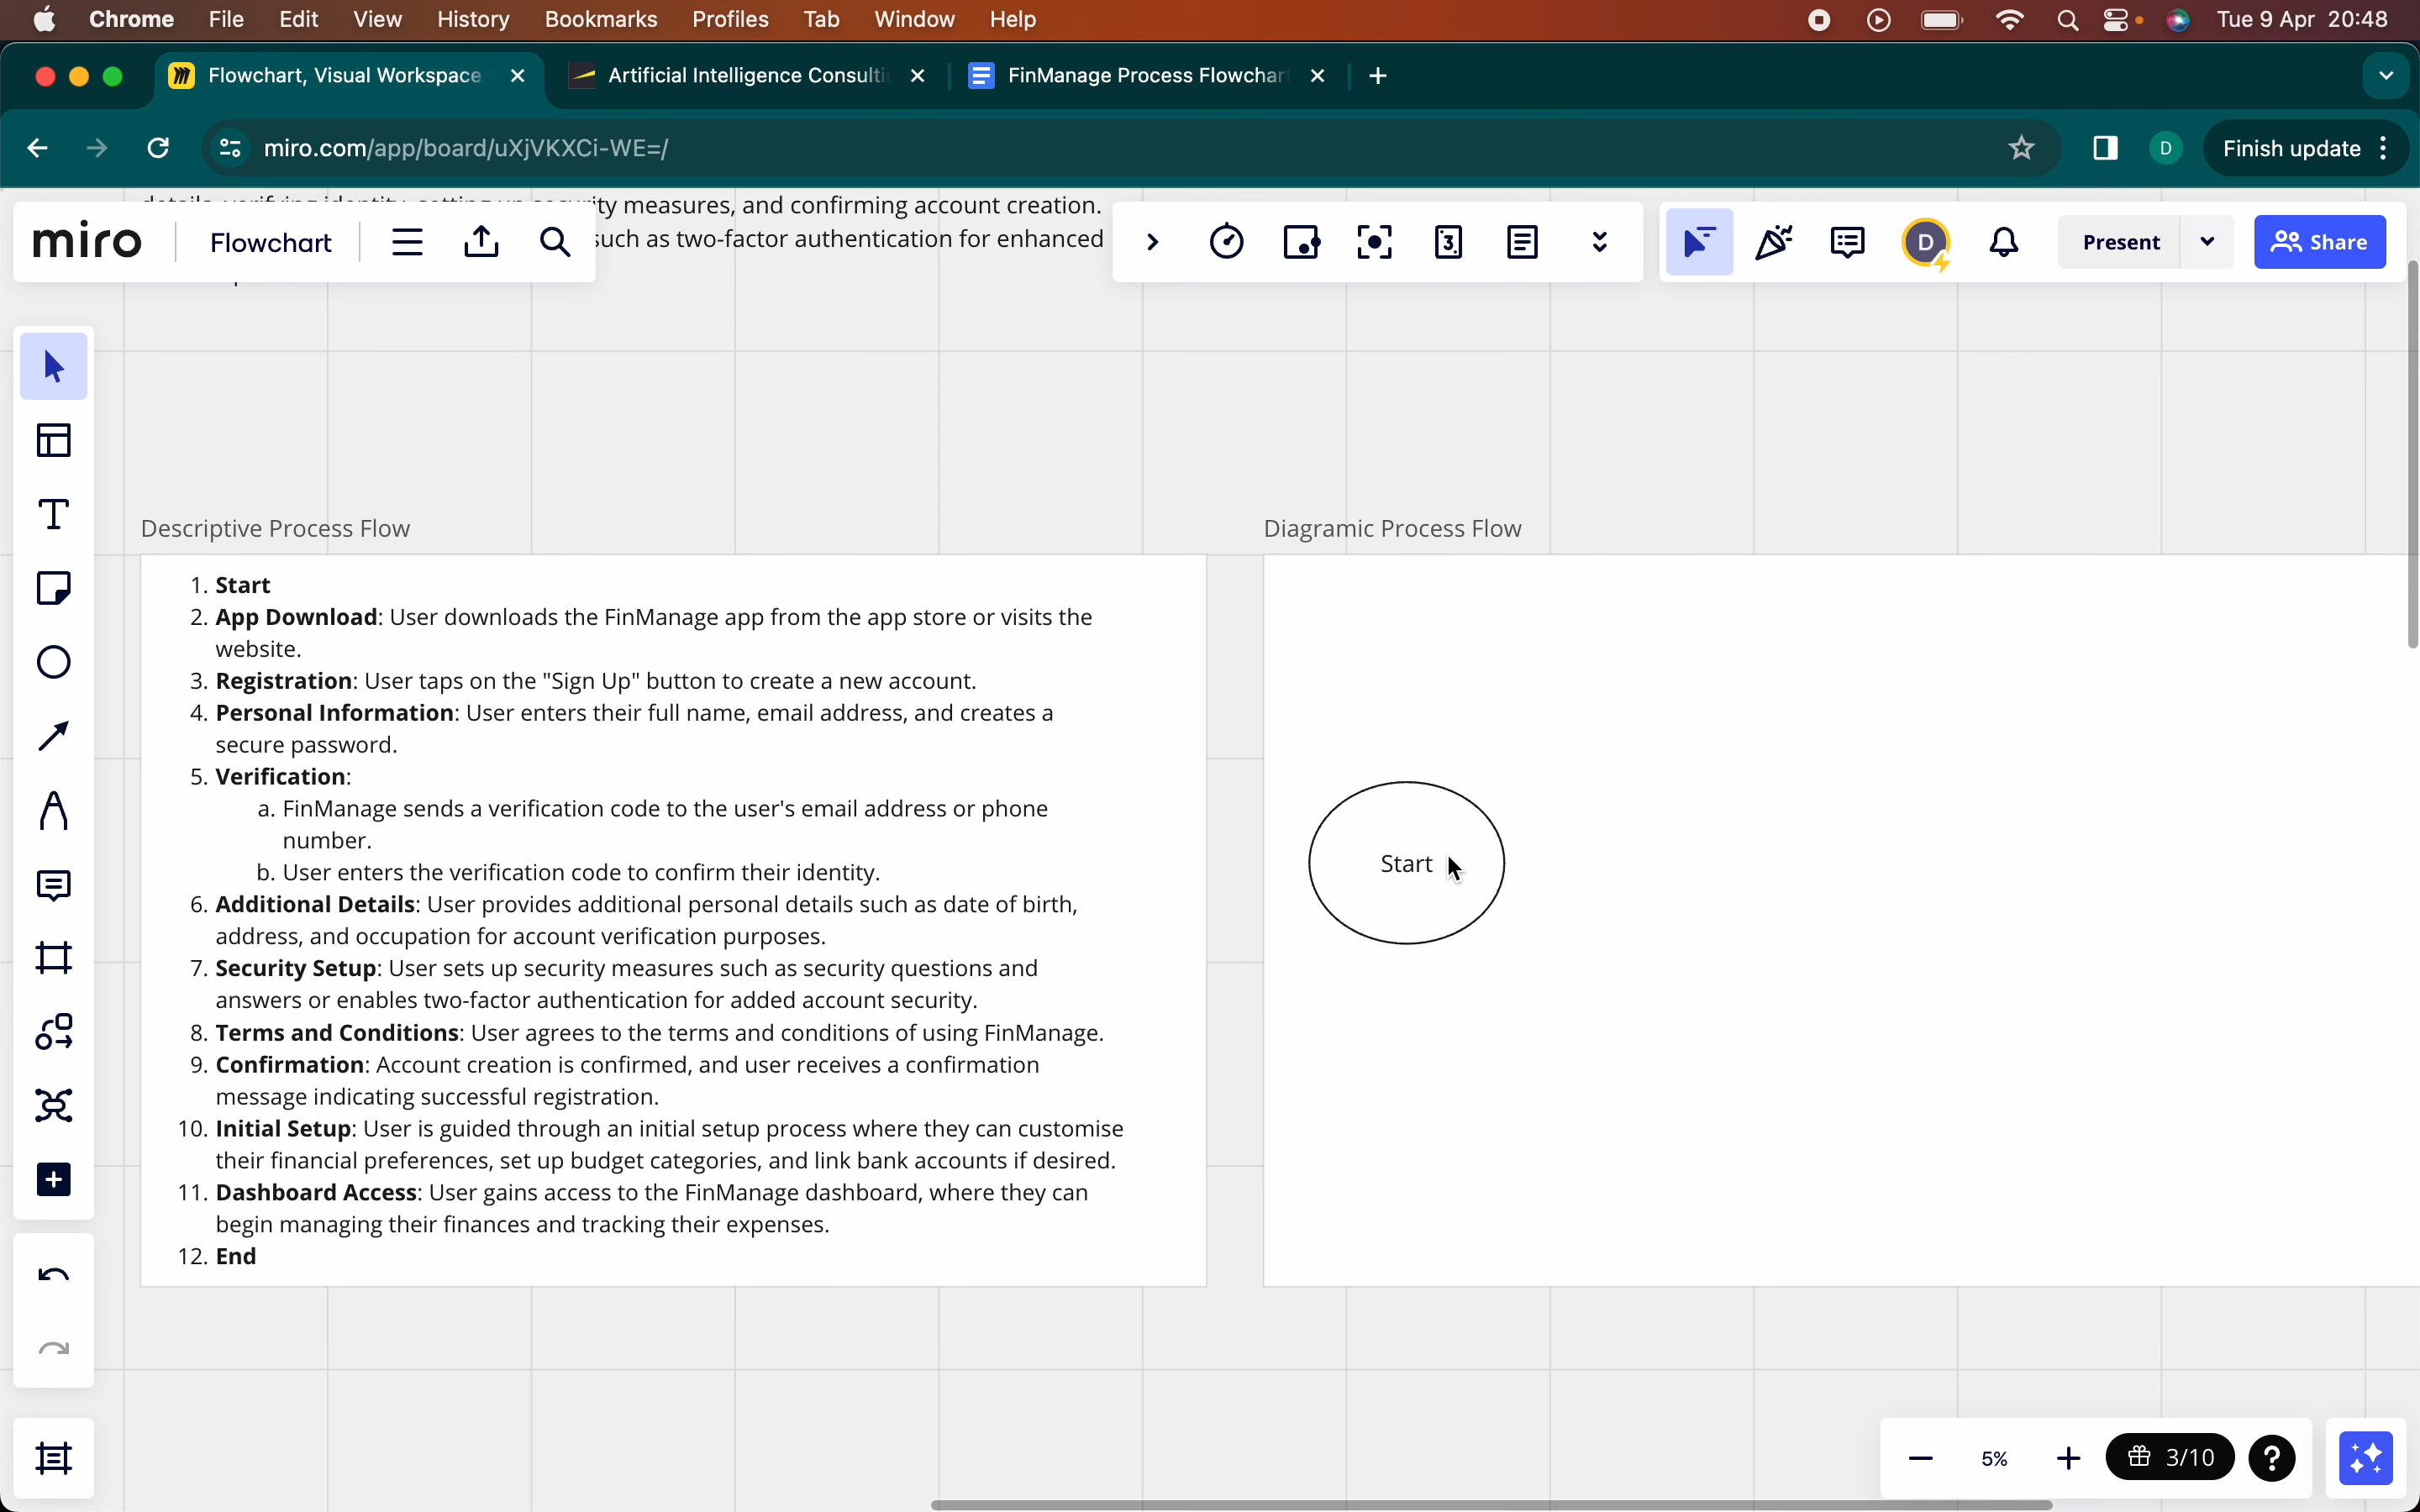 Chrome File Edit View History Bookmarks Profiles Tab Window Help Tue 9 Apr 20:48
Flowchart, Visual Workspace Artificial Intelligence Consulti FinManage Process Flowchar
miro.com/app/board/uXjVKXCi-WE=/ D Finish update
details, verifying identity, setting up security measures, and confirming account creation.
such as two-factor authentication for enhanced
miro Flowchart 3 D Present Share
Descriptive Process Flow
1. Start
2. App Download: User downloads the FinManage app from the app store or visits the
website.
3. Registration: User taps on the "Sign Up" button to create a new account.
4. Personal Information: User enters their full name, email address, and creates a
secure password.
5. Verification:
a. FinManage sends a verification code to the user's email address or phone
number.
b. User enters the verification code to confirm their identity.
6. Additional Details: User provides additional personal details such as date of birth,
address, and occupation for account verification purposes.
7. Security Setup: User sets up security measures such as security questions and
answers or enables two-factor authentication for added account security.
8. Terms and Conditions: User agrees to the terms and conditions of using FinManage.
9. Confirmation: Account creation is confirmed, and user receives a confirmation
message indicating successful registration.
10. Initial Setup: User is guided through an initial setup process where they can customise
their financial preferences, set up budget categories, and link bank accounts if desired.
11. Dashboard Access: User gains access to the FinManage dashboard, where they can
begin managing their finances and tracking their expenses.
12. End
Diagramic Process Flow
Start
5% 3/10 ?